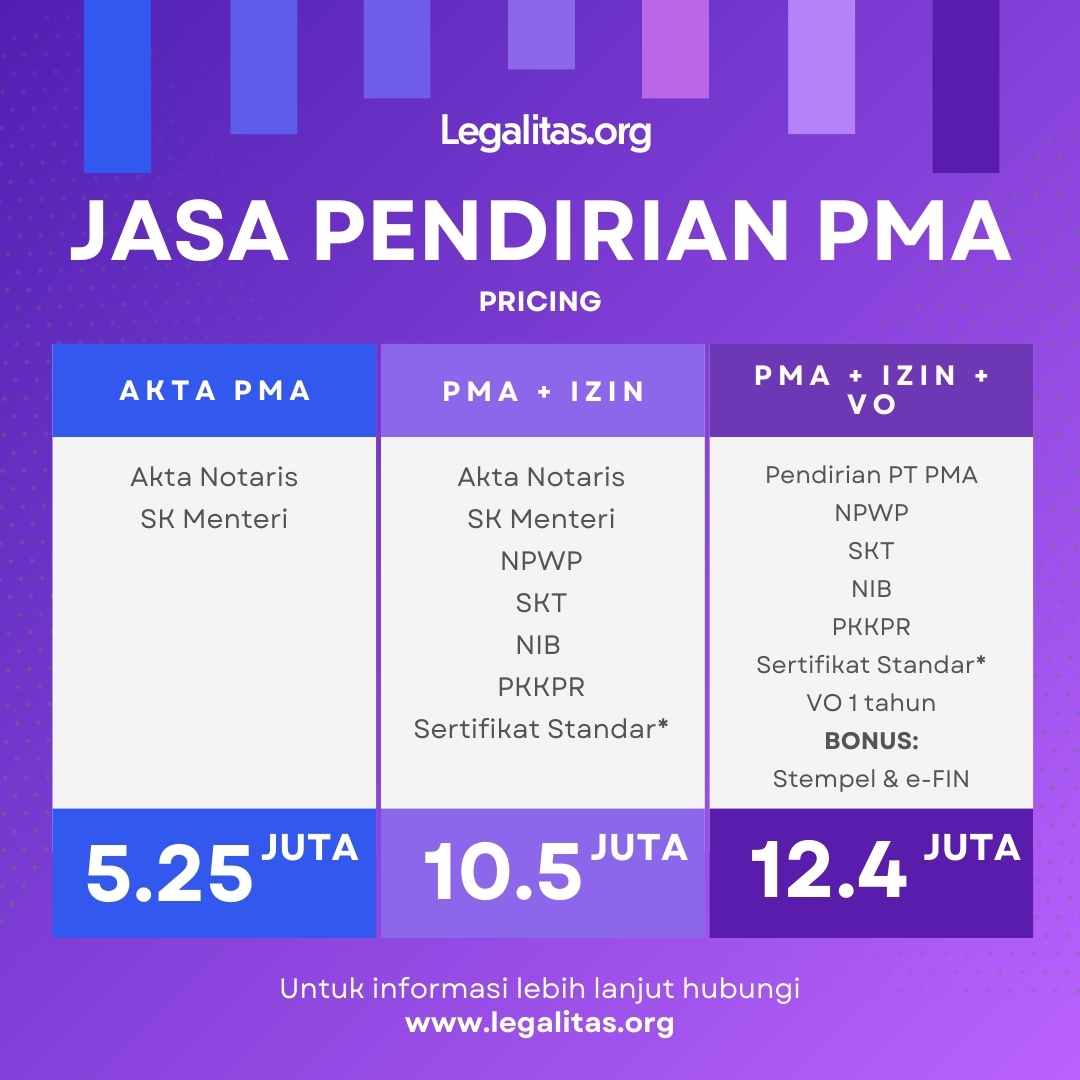 Legalitas.org
JASA PENDIRIAN PMA
PRICING
AKTA PMA
Akta Notaris
SK Menteri
5.25 JUTA
PMA + IZIN
Akta Notaris
SK Menteri
NPWP
SKT
NIB
PKKPR
Sertifikat Standar*
10.5 JUTA
PMA + IZIN +
VO
Pendirian PT PMA
NPWP
SKT
NIB
PKKPR
Sertifikat Standar*
VO 1 tahun
BONUS:
Stempel & e-FIN
12.4 JUTA
Untuk informasi lebih lanjut hubungi
www.legalitas.org